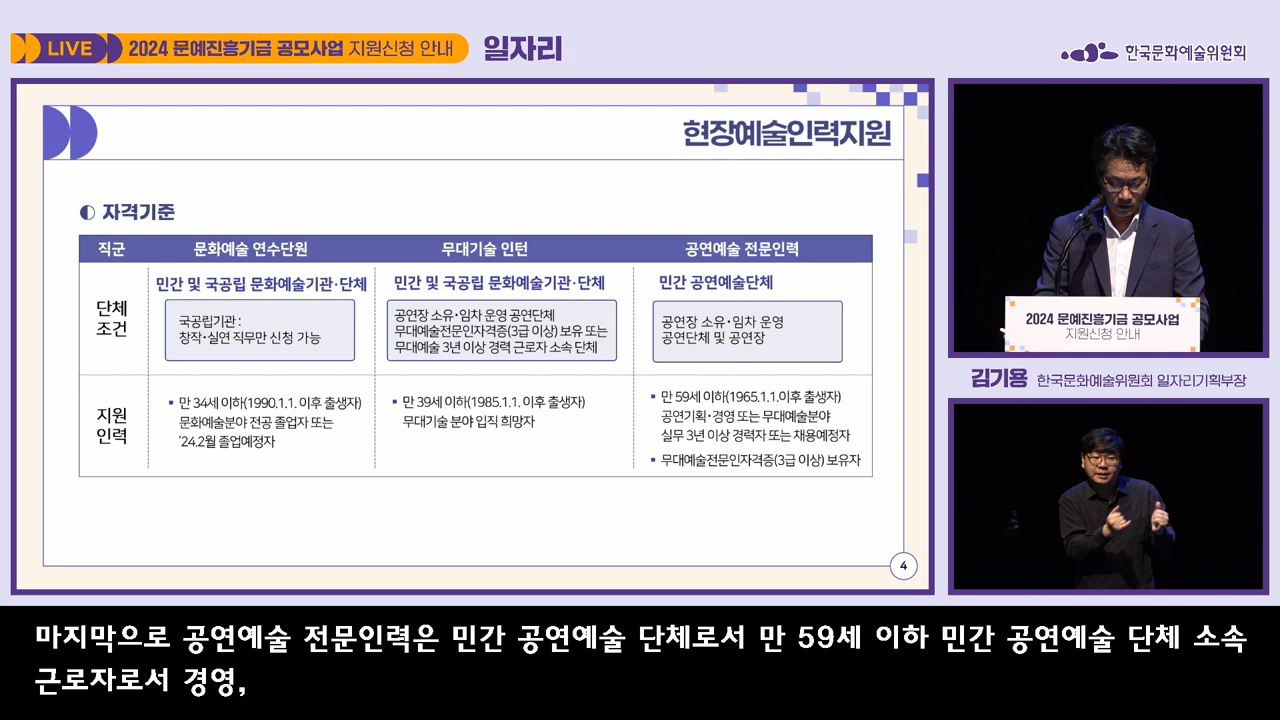 LIVE 2024 문예진흥기금 공모사업 지원신청 안내 일자리
한국문화예술위원회
현장예술인력지원
자격기준
직군 문화예술 연수단원 무대기술 인턴 공연예술 전문인력
단체
조건
민간 및 국공립 문화예술기관·단체
국공립기관 :
창작·실연 직무만 신청 가능
민간 및 국공립 문화예술기관·단체
공연장 소유·임차 운영 공연단체
무대예술전문인자격증(3급 이상) 보유 또는
무대예술 3년 이상 경력 근로자 소속 단체
민간 공연예술단체
공연장 소유·임차 운영
공연단체 및 공연장
지원
인력
▪ 만 34세 이하(1990.1.1. 이후 출생자)
문화예술분야 전공 졸업자 또는
'24.2월 졸업예정자
▪ 만 39세 이하(1985.1.1. 이후 출생자)
무대기술 분야 입직 희망자
▪ 만 59세 이하(1965.1.1.이후 출생자)
공연기획·경영 또는 무대예술분야
실무 3년 이상 경력자 또는 채용예정자
▪ 무대예술전문인자격증(3급 이상) 보유자
4
2024 문예진흥기금 공모사업
지원신청 안내
김기용 한국문화예술위원회 일자리기획부장
마지막으로 공연예술 전문인력은 민간 공연예술 단체로서 만 59세 이하 민간 공연예술 단체 소속
근로자로서 경영,